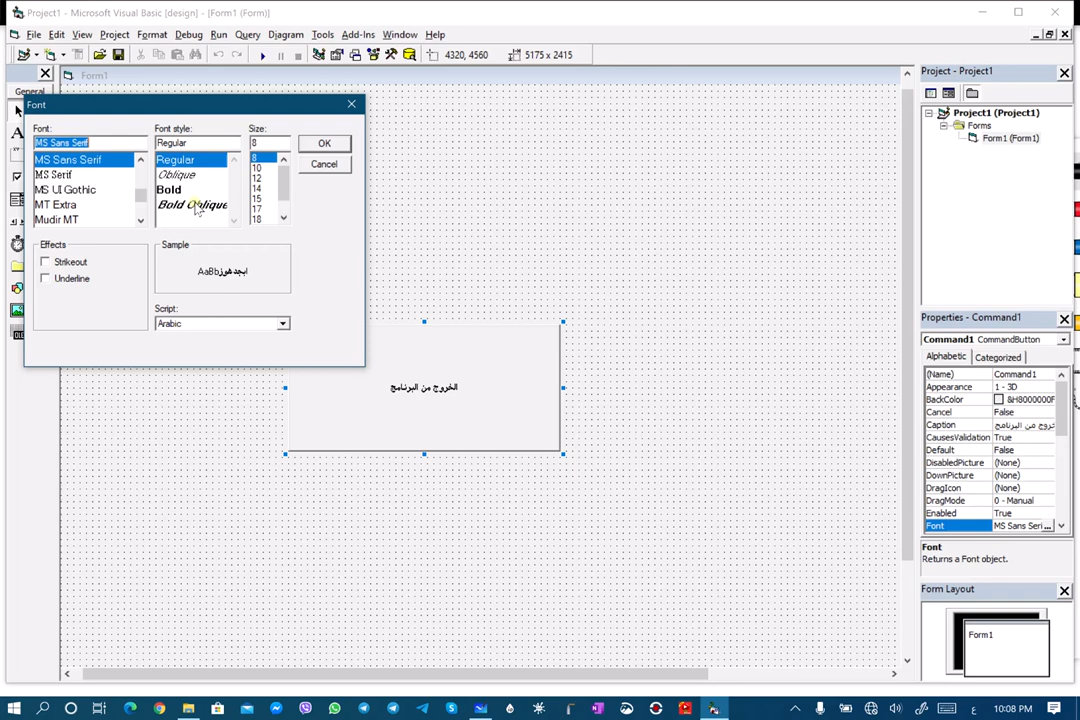 Project1 - Microsoft Visual Basic [design] - [Form1 (Form)]
File Edit View Project Format Debug Run Query Diagram Tools Add-Ins Window Help
4320, 4560 5175 x 2415
General
Form1
Font
Font: Font style: Size:
MS Sans Serif Regular 8 OK
MS Sans Serif Regular 8
Cancel
MS Serif Oblique 10
12
MS UI Gothic Bold 14
15
MT Extra Bold Oblique 17
Mudir MT 18
Effects
Strikeout
Underline
Sample
AaBbابجد هوز
Script:
Arabic
الخروج من البرنامج
Project - Project1
Project1 (Project1)
Forms
Form1 (Form1)
Properties - Command1
Command1 CommandButton
Alphabetic Categorized
(Name) Command1
Appearance 1 - 3D
BackColor &H8000000F
Cancel False
Caption خروج من البرنامج
CausesValidation True
Default False
DisabledPicture (None)
DownPicture (None)
DragIcon (None)
DragMode 0 - Manual
Enabled True
Font MS Sans Seri ...
Font
Returns a Font object.
Form Layout
Form1
ع 10:08 PM